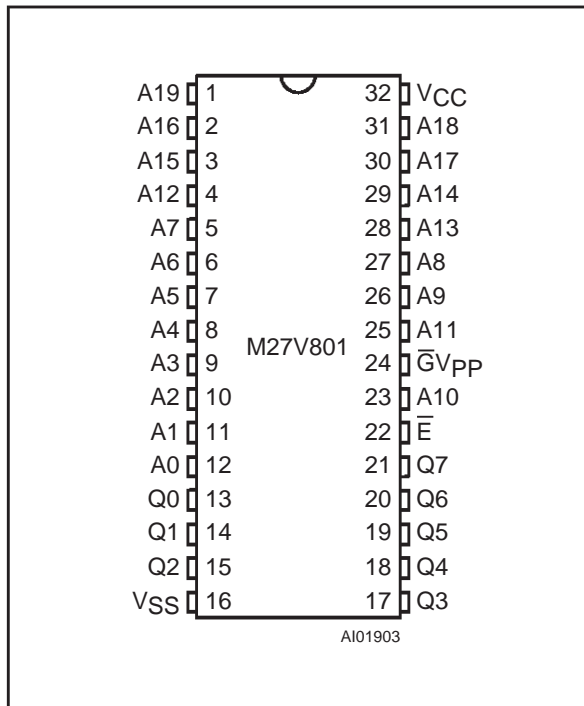 A19 1 32 VCC
A16 2 31 A18
A15 3 30 A17
A12 4 29 A14
A7 5 28 A13
A6 6 27 A8
A5 7 26 A9
A4 8 25 A11
M27V801
A3 9 24 G̅VPP
A2 10 23 A10
A1 11 22 E̅
A0 12 21 Q7
Q0 13 20 Q6
Q1 14 19 Q5
Q2 15 18 Q4
VSS 16 17 Q3
AI01903